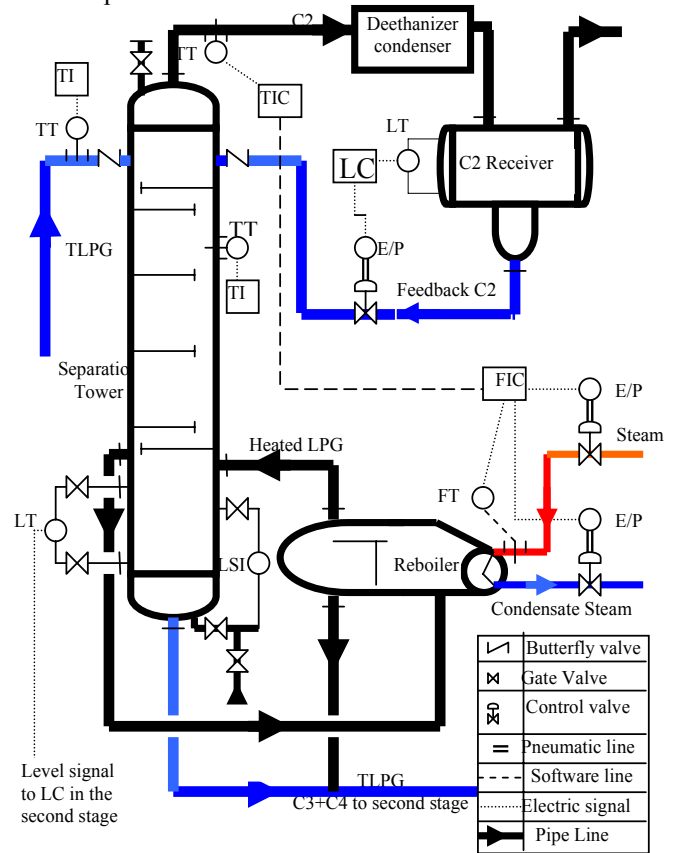 C2
Deethanizer
condenser
TT
TI
TIC
TT
LT
LC
C2 Receiver
TT
E/P
TLPG
TI
Feedback C2
Separatio
Tower
FIC
E/P
Steam
Heated LPG
FT
LT
E/P
LSI
Reboiler
Condensate Steam
Butterfly valve
Gate Valve
Control valve
Pneumatic line
Software line
Electric signal
Pipe Line
Level signal
to LC in the
second stage
TLPG
C3+C4 to second stage